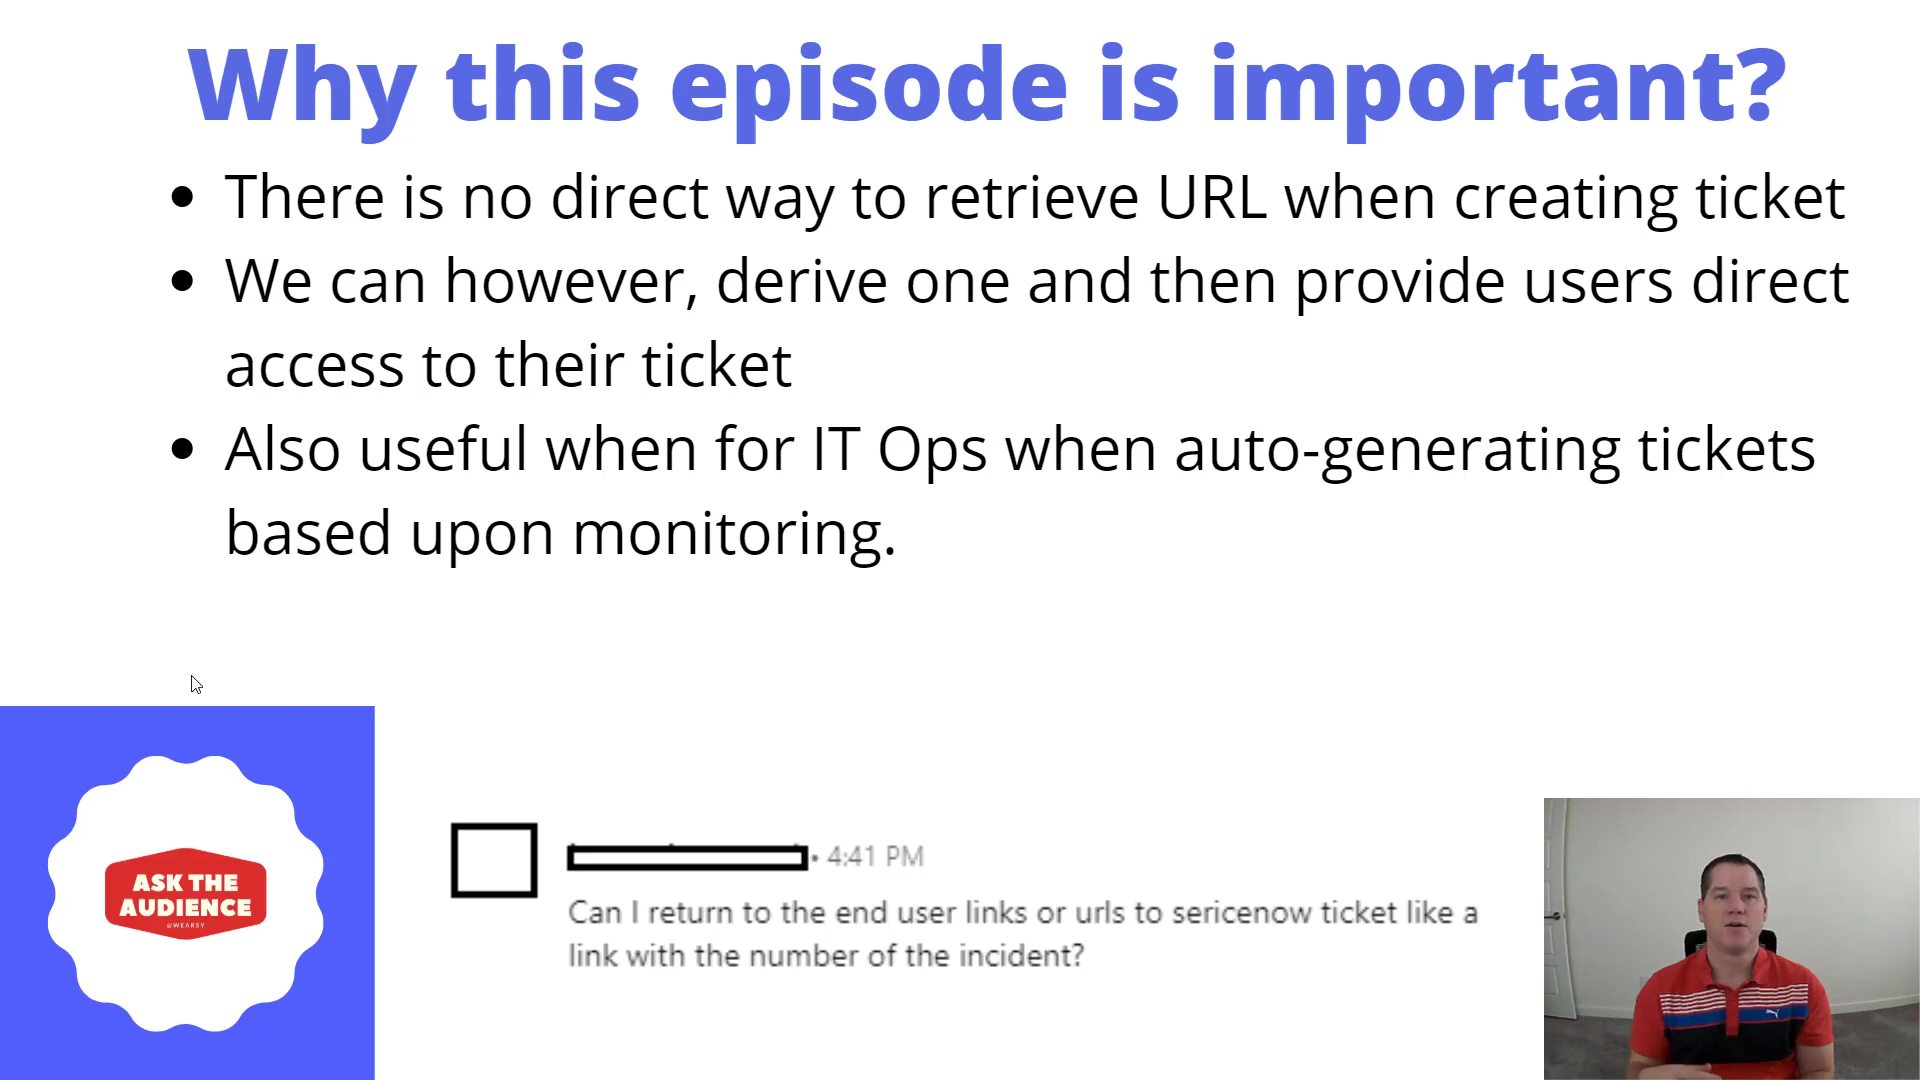 Why this episode is important?
• There is no direct way to retrieve URL when creating ticket
• We can however, derive one and then provide users direct
access to their ticket
• Also useful when for IT Ops when auto-generating tickets
based upon monitoring.
• 4:41 PM
Can I return to the end user links or urls to sericenow ticket like a
link with the number of the incident?
ASK THE
AUDIENCE
@WEARSY